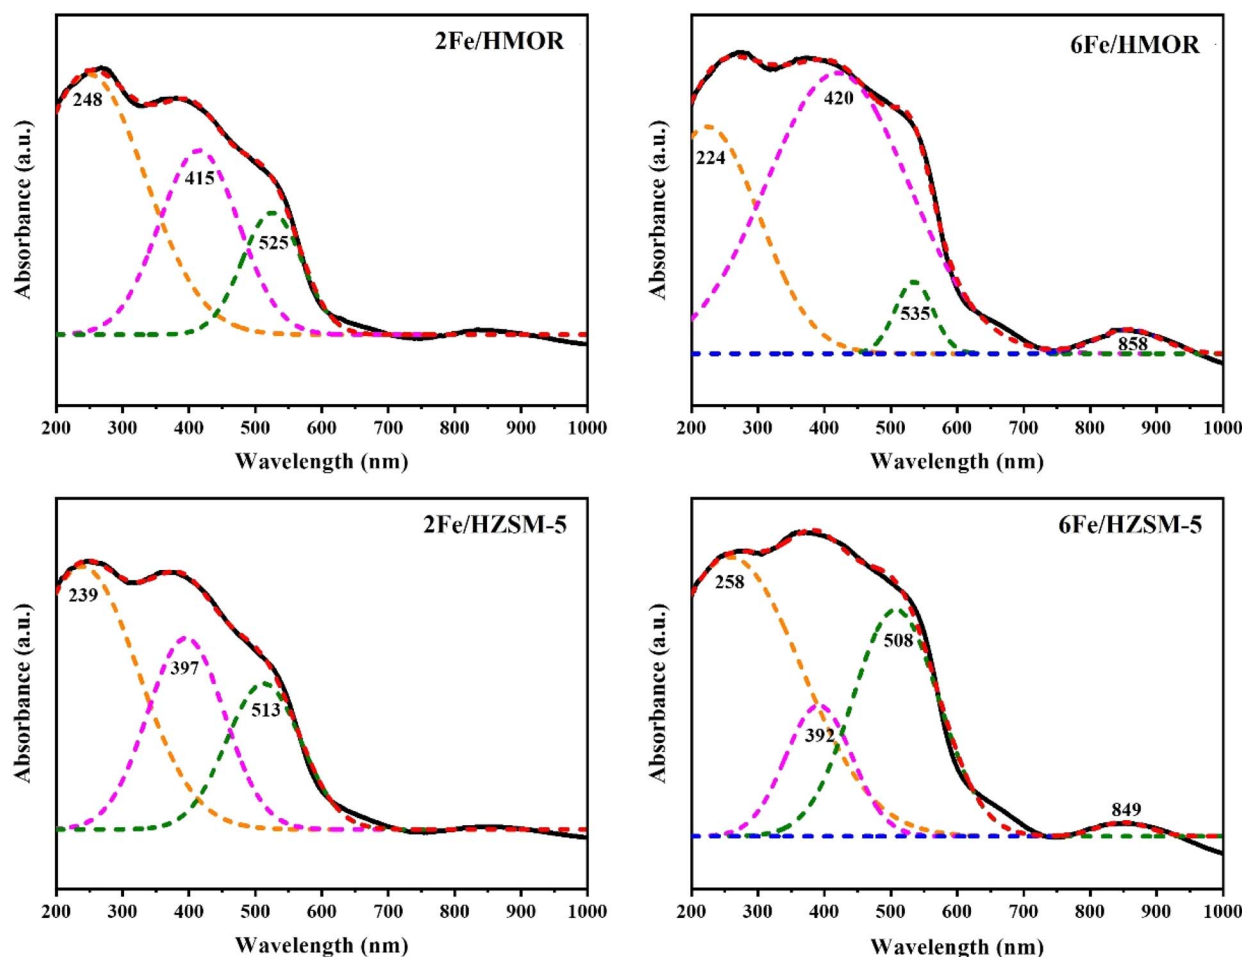 2Fe/HMOR
248
415
525
Absorbance (a.u.)
200 300 400 500 600 700 800 900 1000
Wavelength (nm)
6Fe/HMOR
224
420
535
858
Absorbance (a.u.)
200 300 400 500 600 700 800 900 1000
Wavelength (nm)
2Fe/HZSM-5
239
397
513
Absorbance (a.u.)
200 300 400 500 600 700 800 900 1000
Wavelength (nm)
6Fe/HZSM-5
258
392
508
849
Absorbance (a.u.)
200 300 400 500 600 700 800 900 1000
Wavelength (nm)